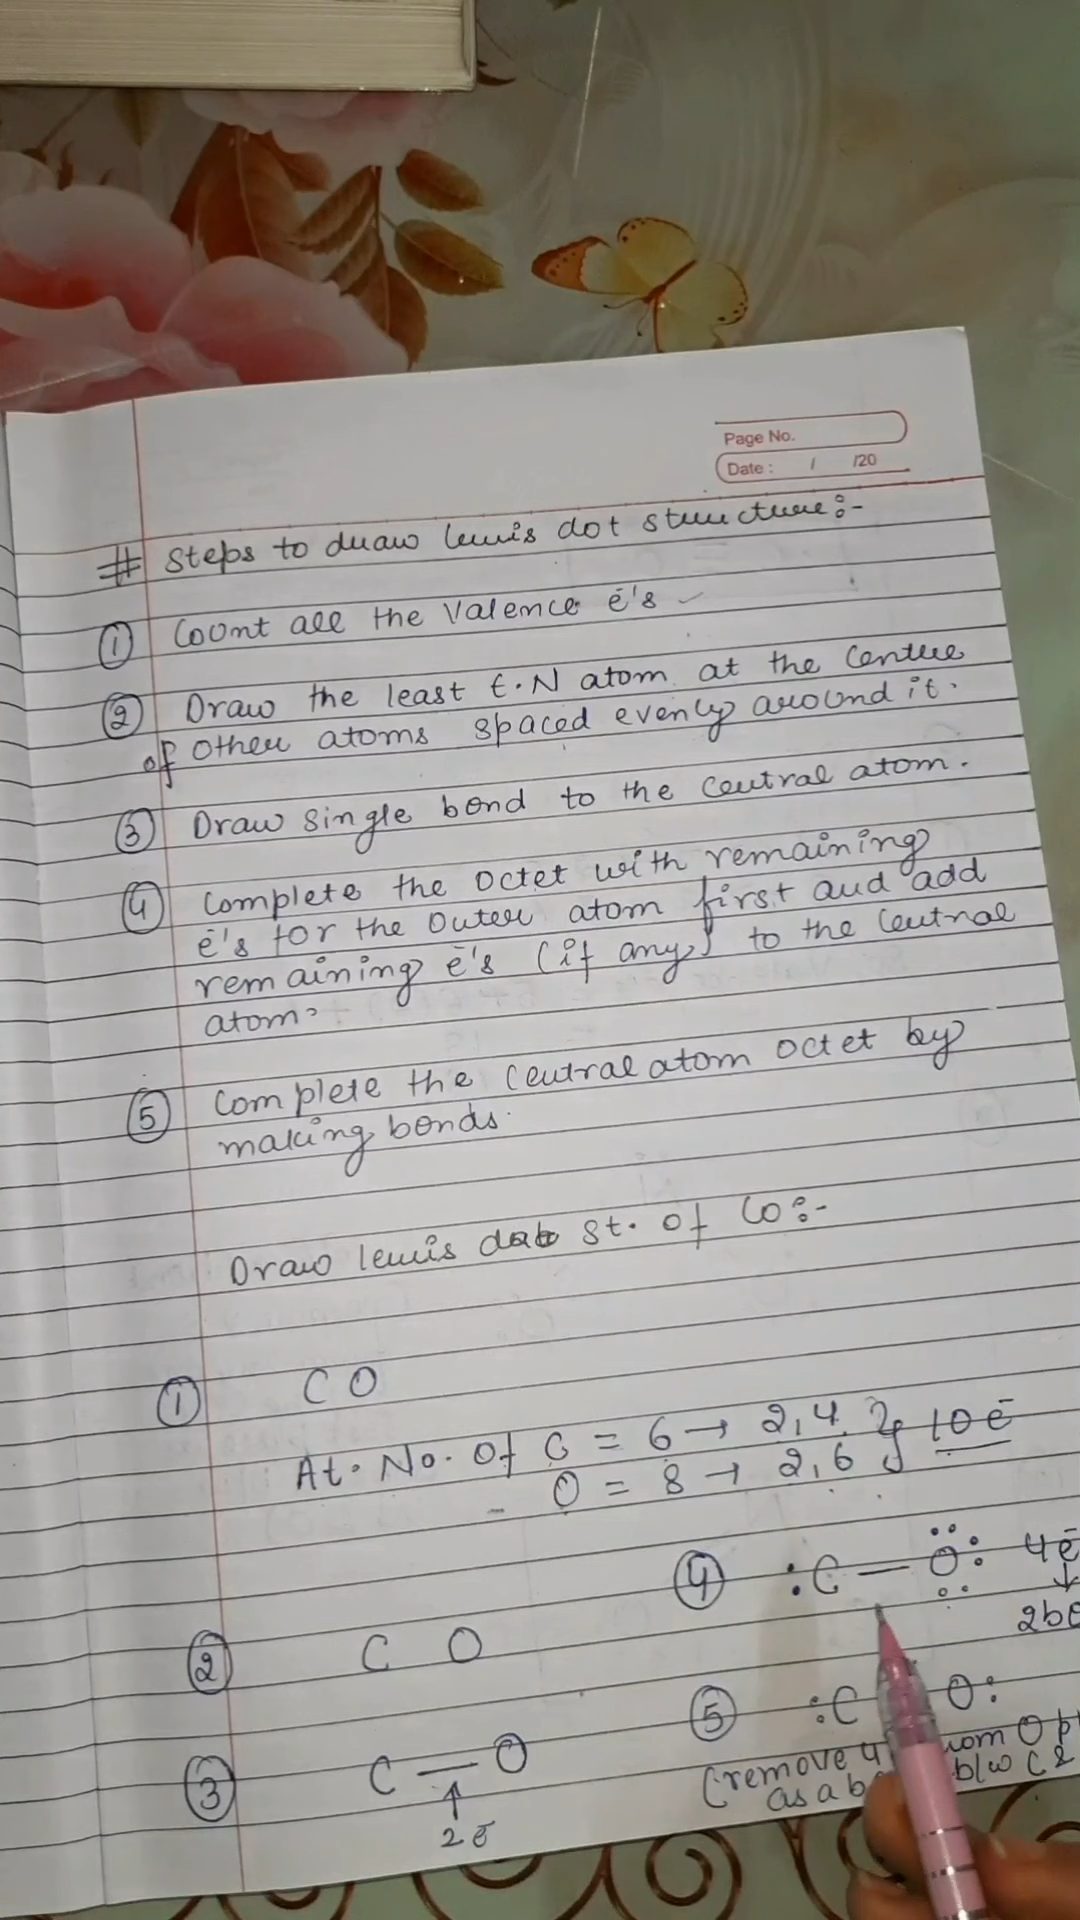 Page No.
Date : / /20
# Steps to draw lewis dot structure:-
① Count all the Valence e's
② Draw the least E.N atom at the centre
of other atoms spaced evenly around it.
③ Draw single bond to the central atom.
④ Complete the octet with remaining
e's for the outer atom first and add
remaining e's (if any) to the central
atom.
⑤ Complete the central atom octet by
making bonds.
Draw lewis dot st. of CO:-
① CO
At. No. of C = 6 → 2,4 } 10 e
O = 8 → 2,6
④ :C — O: 4e
↓
② C O
⑤ :C O:
③ C — O
↑
2e
(remove 4 O
as a b/w C &